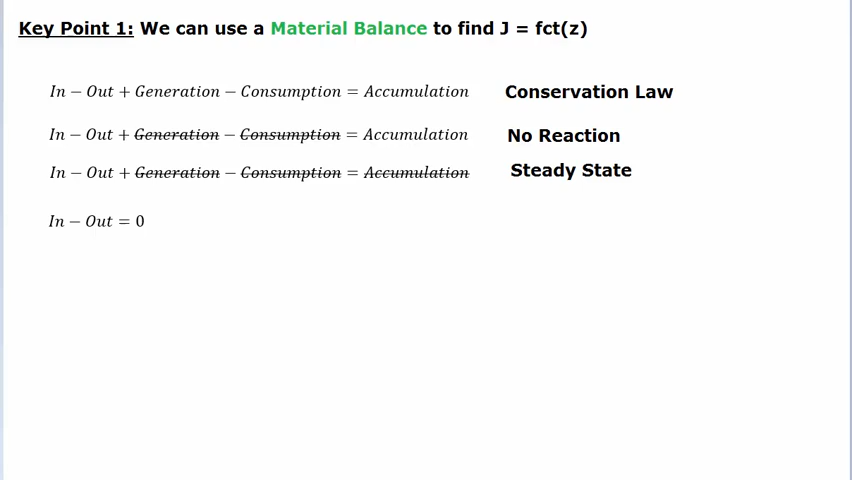 Key Point 1: We can use a Material Balance to find J = fct(z)
In − Out + Generation − Consumption = Accumulation Conservation Law
In − Out + Generation − Consumption = Accumulation No Reaction
In − Out + Generation − Consumption = Accumulation Steady State
In − Out = 0